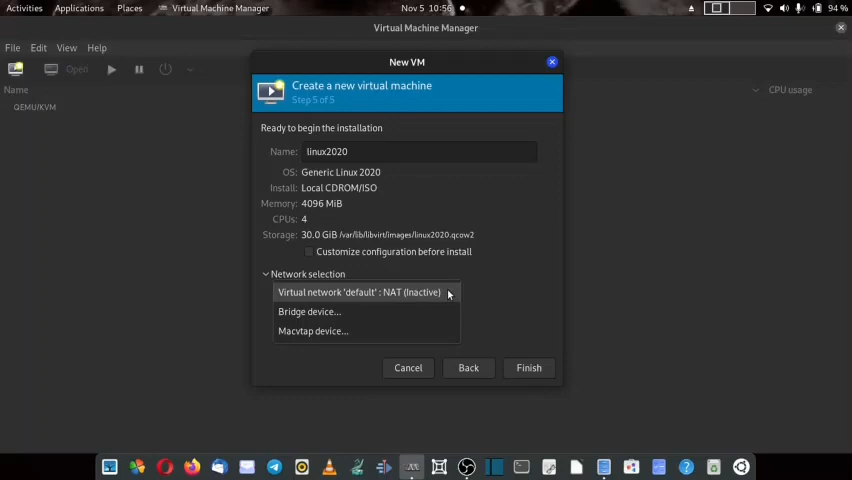 Activities Applications Places Virtual Machine Manager Nov 5 10:56 94 %
Virtual Machine Manager
File Edit View Help
Open
Name CPU usage
QEMU/KVM
New VM
Create a new virtual machine
Step 5 of 5
Ready to begin the installation
Name: linux2020
OS: Generic Linux 2020
Install: Local CDROM/ISO
Memory: 4096 MiB
CPUs: 4
Storage: 30.0 GiB /var/lib/libvirt/images/linux2020.qcow2
Customize configuration before install
Network selection
Virtual network 'default' : NAT (Inactive)
Bridge device...
Macvtap device...
Cancel Back Finish